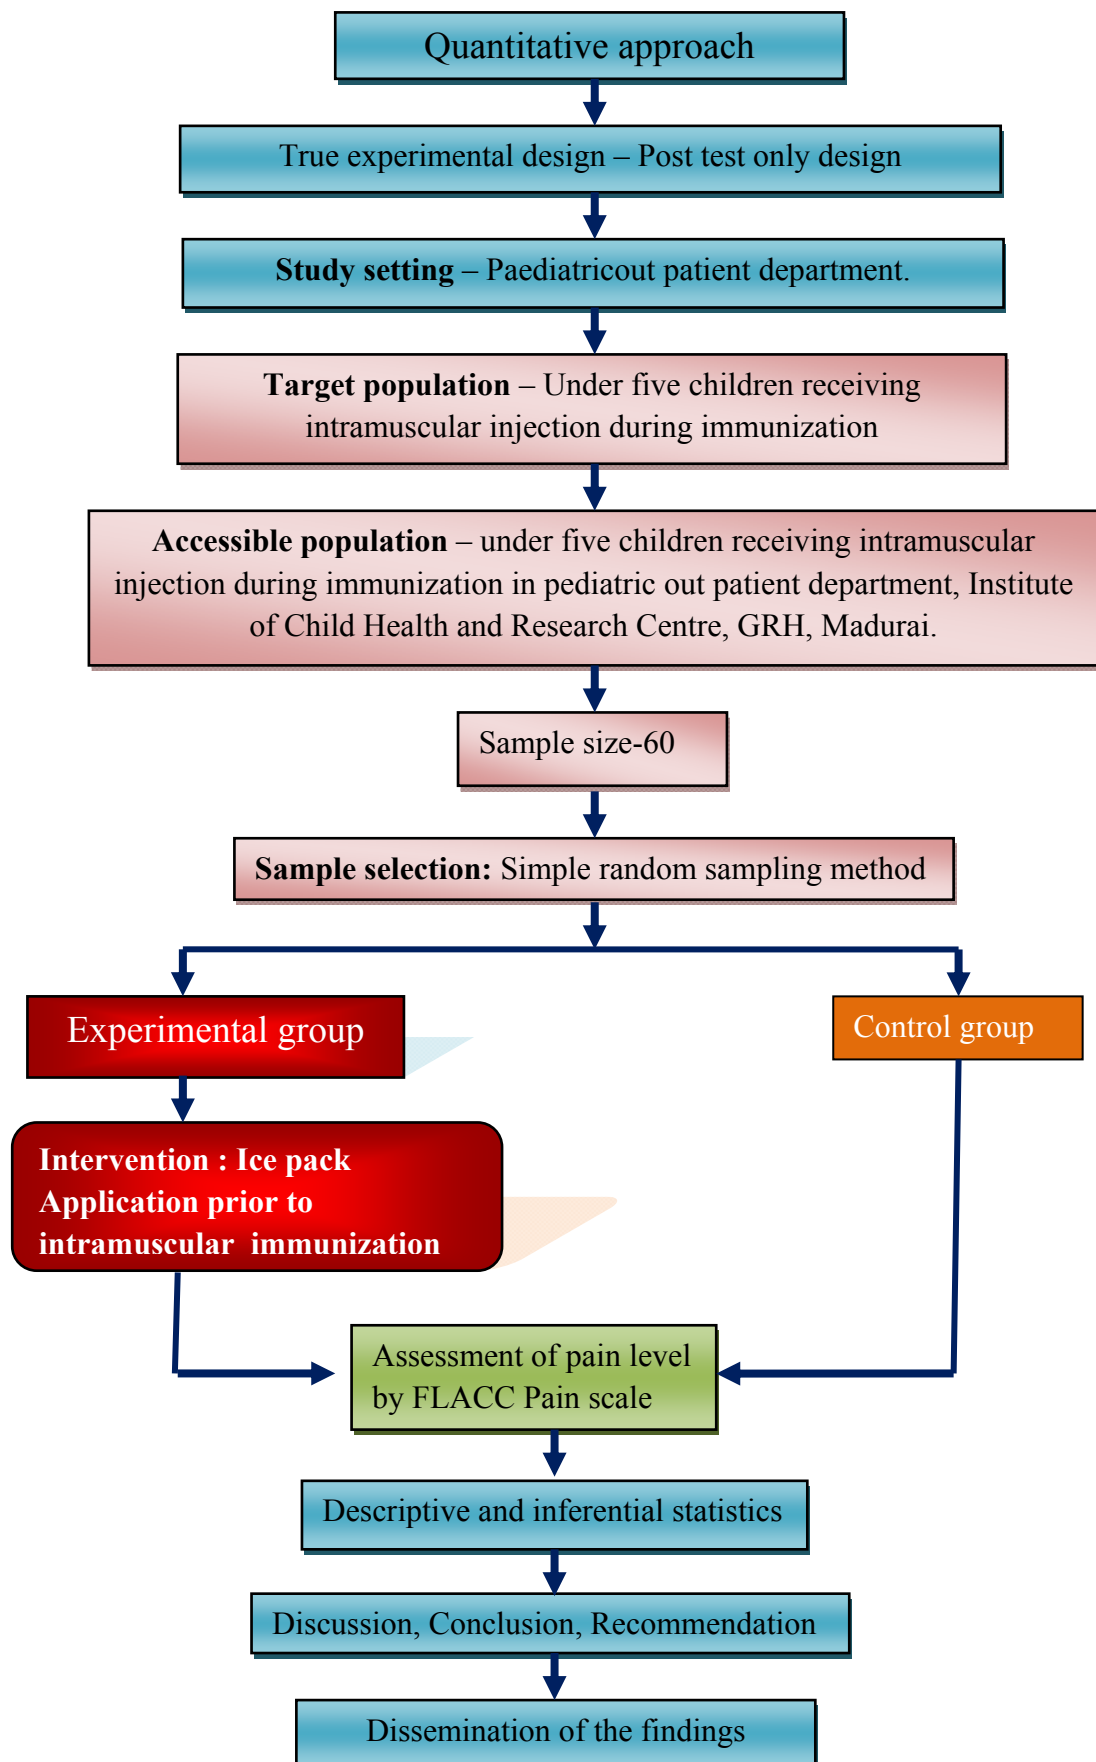 Quantitative approach
True experimental design – Post test only design
Study setting – Paediatricout patient department.
Target population – Under five children receiving
intramuscular injection during immunization
Accessible population – under five children receiving intramuscular
injection during immunization in pediatric out patient department, Institute
of Child Health and Research Centre, GRH, Madurai.
Sample size-60
Sample selection: Simple random sampling method
Experimental group
Control group
Intervention : Ice pack
Application prior to
intramuscular immunization
Assessment of pain level
by FLACC Pain scale
Descriptive and inferential statistics
Discussion, Conclusion, Recommendation
Dissemination of the findings